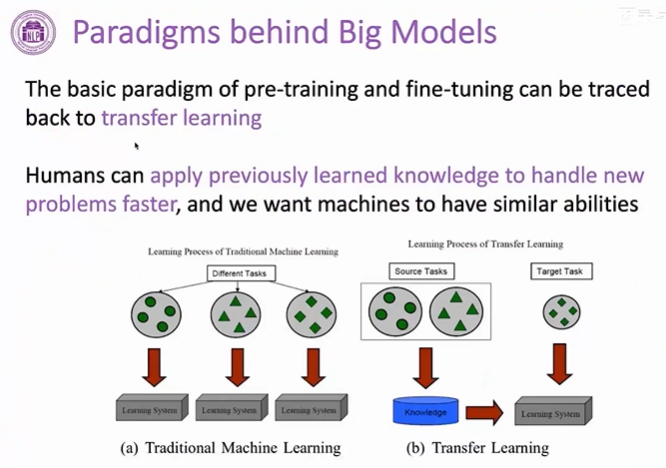 NLP
Paradigms behind Big Models
The basic paradigm of pre-training and fine-tuning can be traced
back to transfer learning
Humans can apply previously learned knowledge to handle new
problems faster, and we want machines to have similar abilities
Learning Process of Traditional Machine Learning
Different Tasks
Learning System
Learning System
Learning System
(a) Traditional Machine Learning
Learning Process of Transfer Learning
Source Tasks
Target Task
Knowledge
Learning System
(b) Transfer Learning